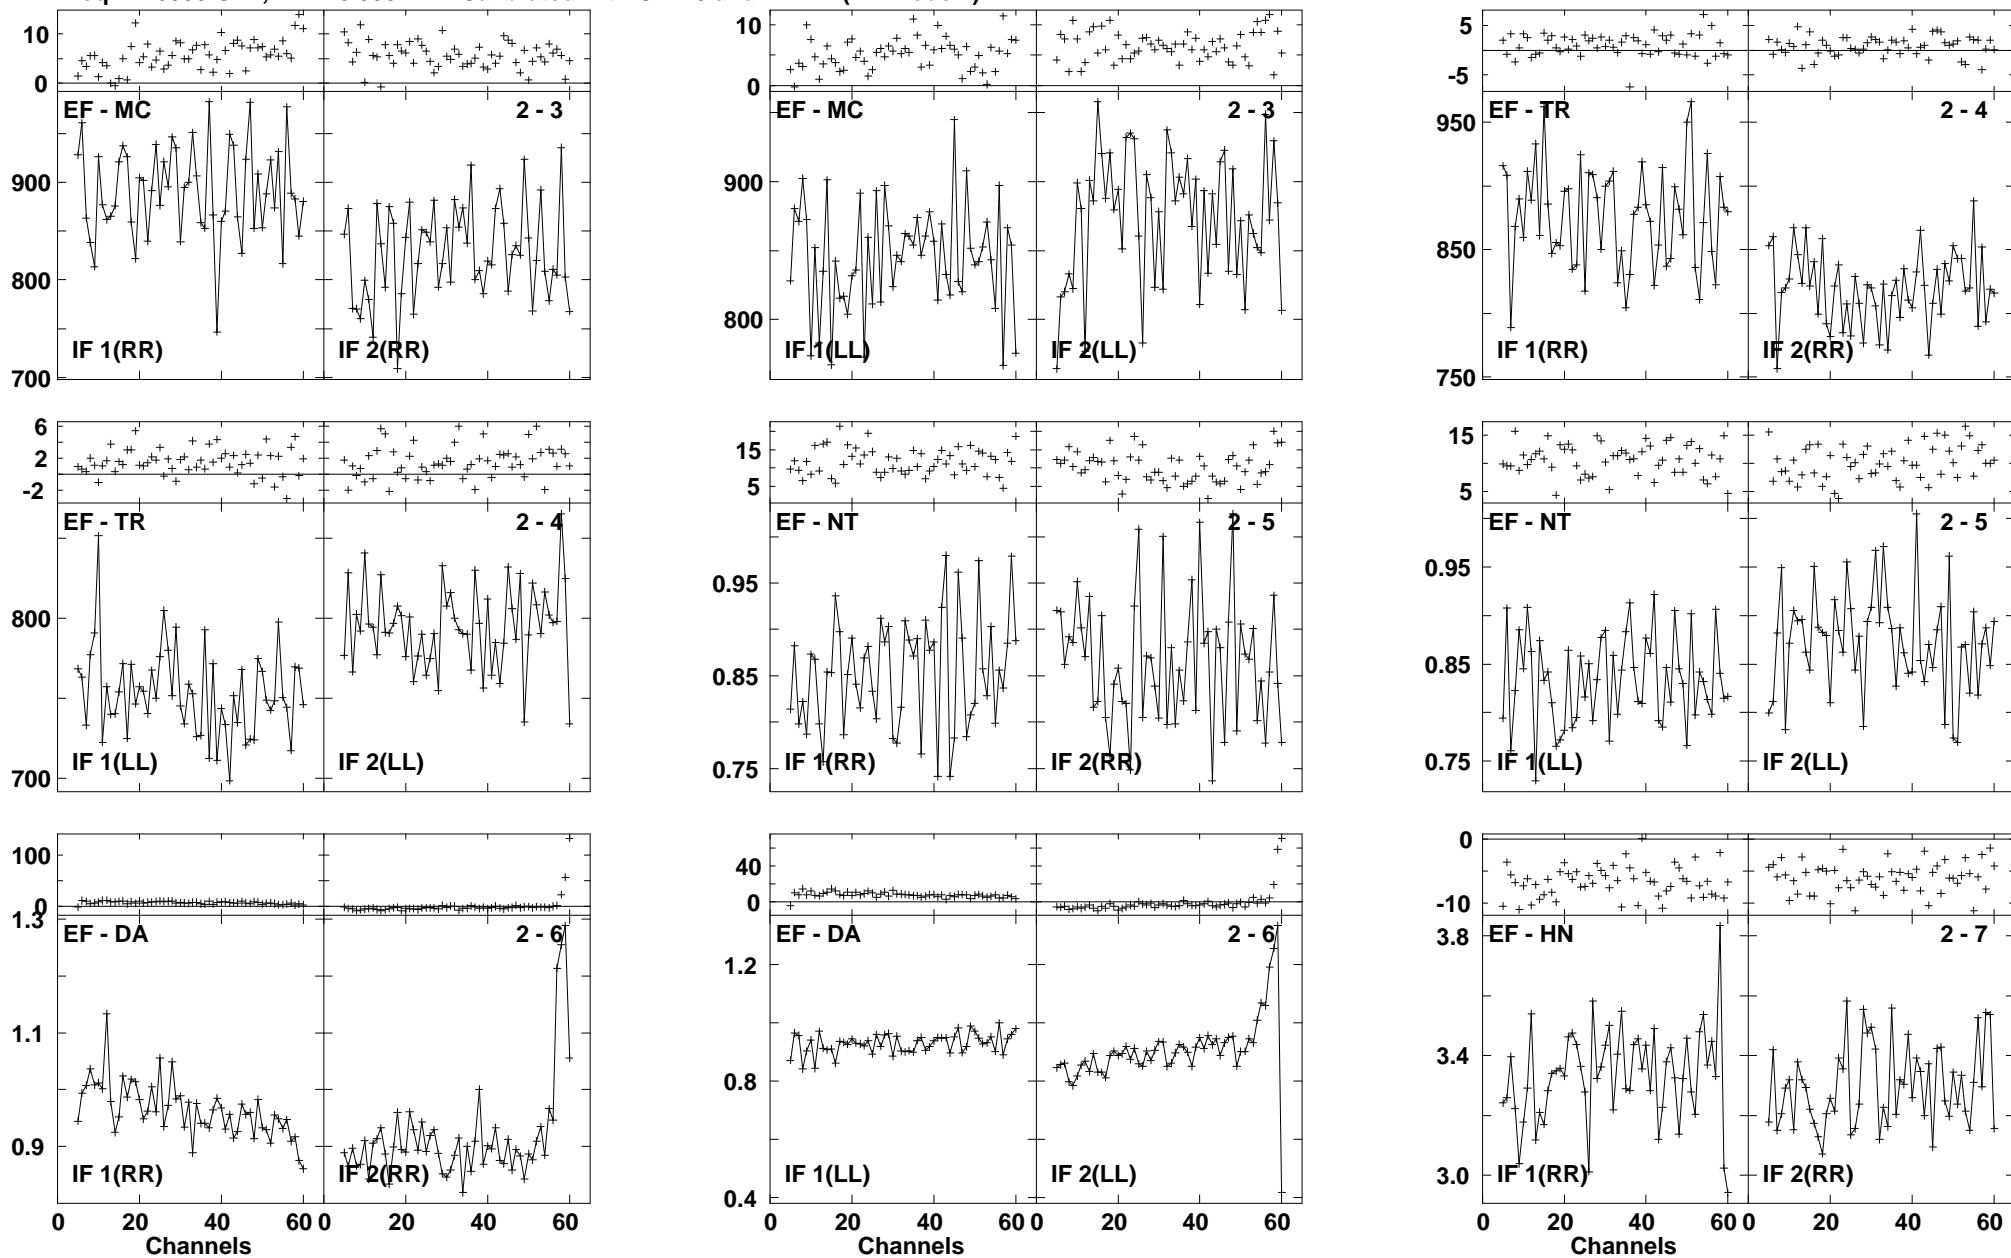 10 10 5
0 0 -5
EF - MC 2 - 3 EF - MC 2 - 3 EF - TR 2 - 4
900 900 950
800 800 850
IF 1(RR) IF 2(RR) IF 1(LL) IF 2(LL) IF 1(RR) IF 2(RR)
700 750
6 15 15
2 5 5
-2
EF - TR 2 - 4 EF - NT 2 - 5 EF - NT 2 - 5
800 0.95 0.95
0.85 0.85
IF 1(LL) IF 2(LL) IF 1(RR) IF 2(RR) IF 1(LL) IF 2(LL)
700 0.75 0.75
100 40 0
0 0 -10
1.3
EF - DA 2 - 6 EF - DA 2 - 6 EF - HN 2 - 7
1.2 3.8
1.1 3.4
0.9 0.8 3.0
IF 1(RR) IF 2(RR) IF 1(LL) IF 2(LL) IF 1(RR) IF 2(RR)
0.4
0 20 40 60 0 20 40 60 0 20 40 60 0 20 40 60 0 20 40 60 0 20 40 60
Channels Channels Channels